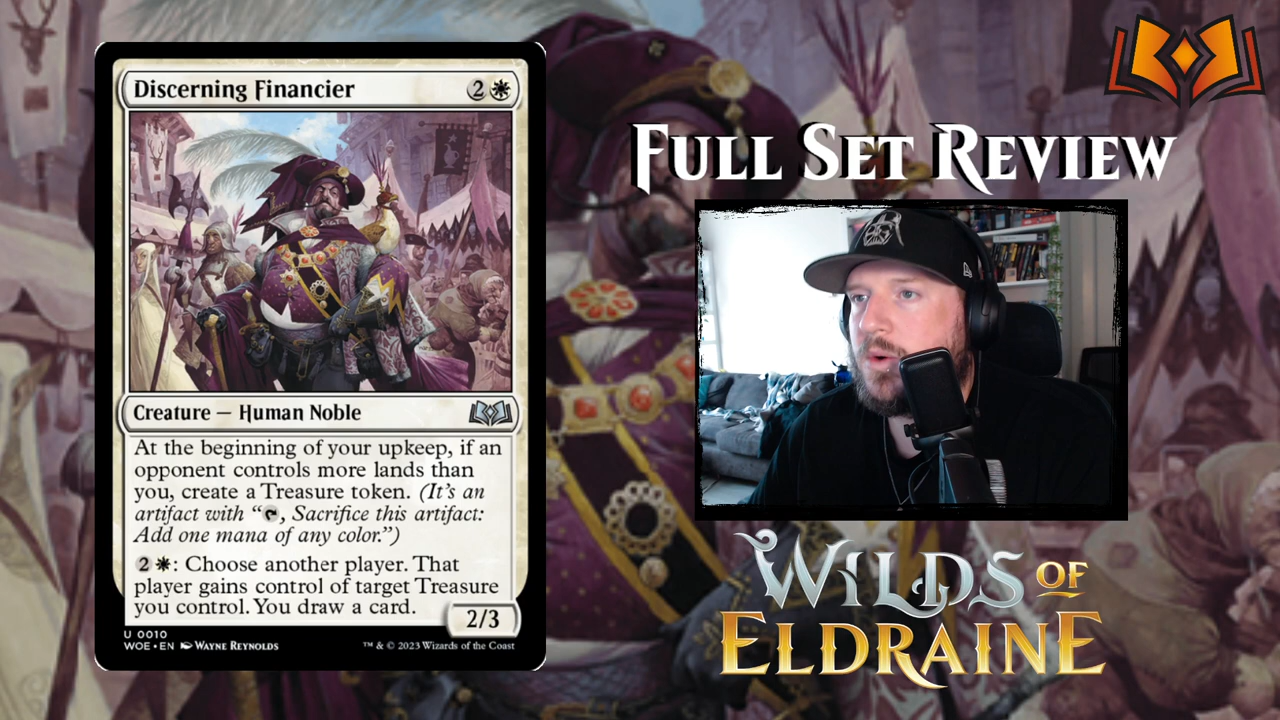 Discerning Financier 2
Creature — Human Noble
At the beginning of your upkeep, if an
opponent controls more lands than
you, create a Treasure token. (It's an
artifact with “, Sacrifice this artifact:
Add one mana of any color.”)
2 : Choose another player. That
player gains control of target Treasure
you control. You draw a card.
2/3
U 0010
WOE • EN WAYNE REYNOLDS
™ & © 2023 Wizards of the Coast
FULL SET REVIEW
WILDS OF
ELDRAINE